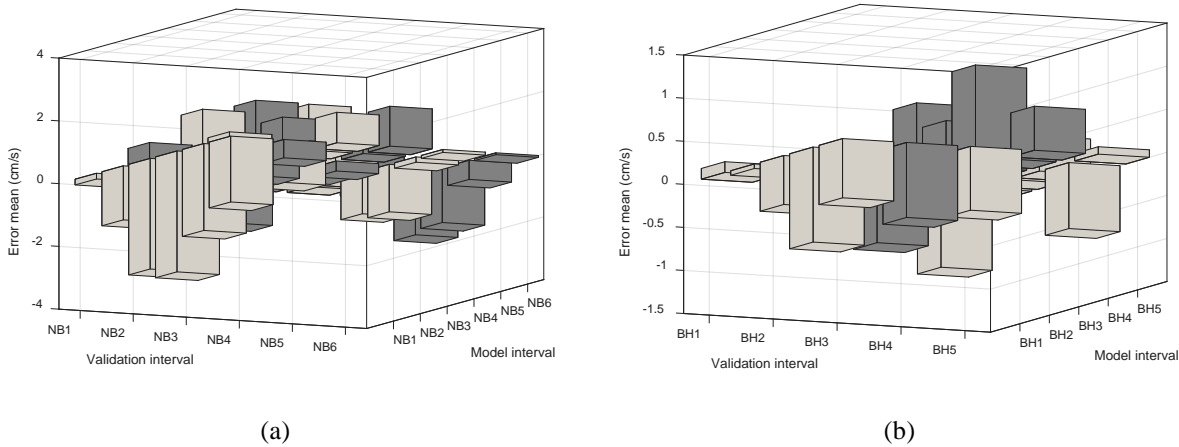 4
2
0
-2
-4
Error mean (cm/s)
NB1
NB2
NB3
NB4
NB5
NB6
Validation interval
NB1
NB2
NB3
NB4
NB5
NB6
Model interval
(a)
1.5
1
0.5
0
-0.5
-1
-1.5
Error mean (cm/s)
BH1
BH2
BH3
BH4
BH5
Validation interval
BH1
BH2
BH3
BH4
BH5
Model interval
(b)